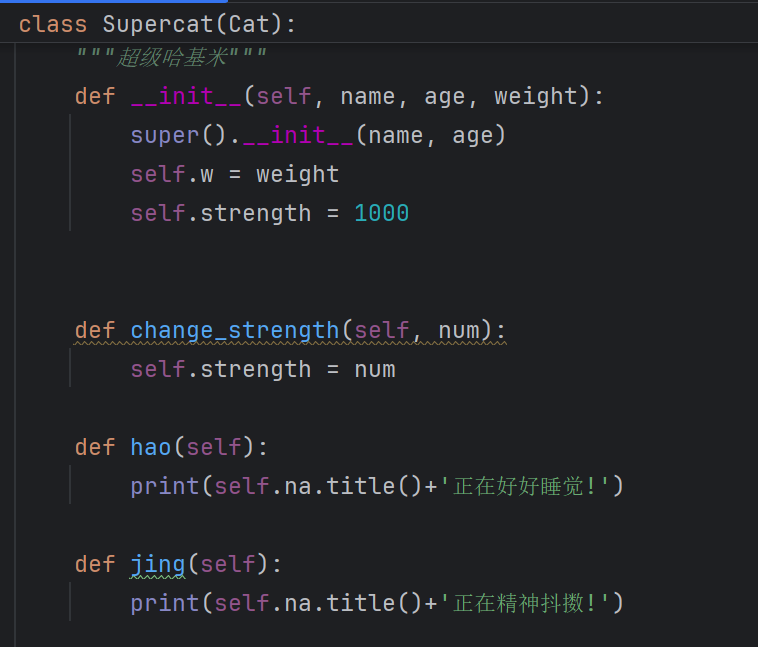 class Supercat(Cat):
"""超级哈基米"""
def __init__(self, name, age, weight):
super().__init__(name, age)
self.w = weight
self.strength = 1000
def change_strength(self, num):
self.strength = num
def hao(self):
print(self.na.title()+'正在好好睡觉!')
def jing(self):
print(self.na.title()+'正在精神抖擞!')